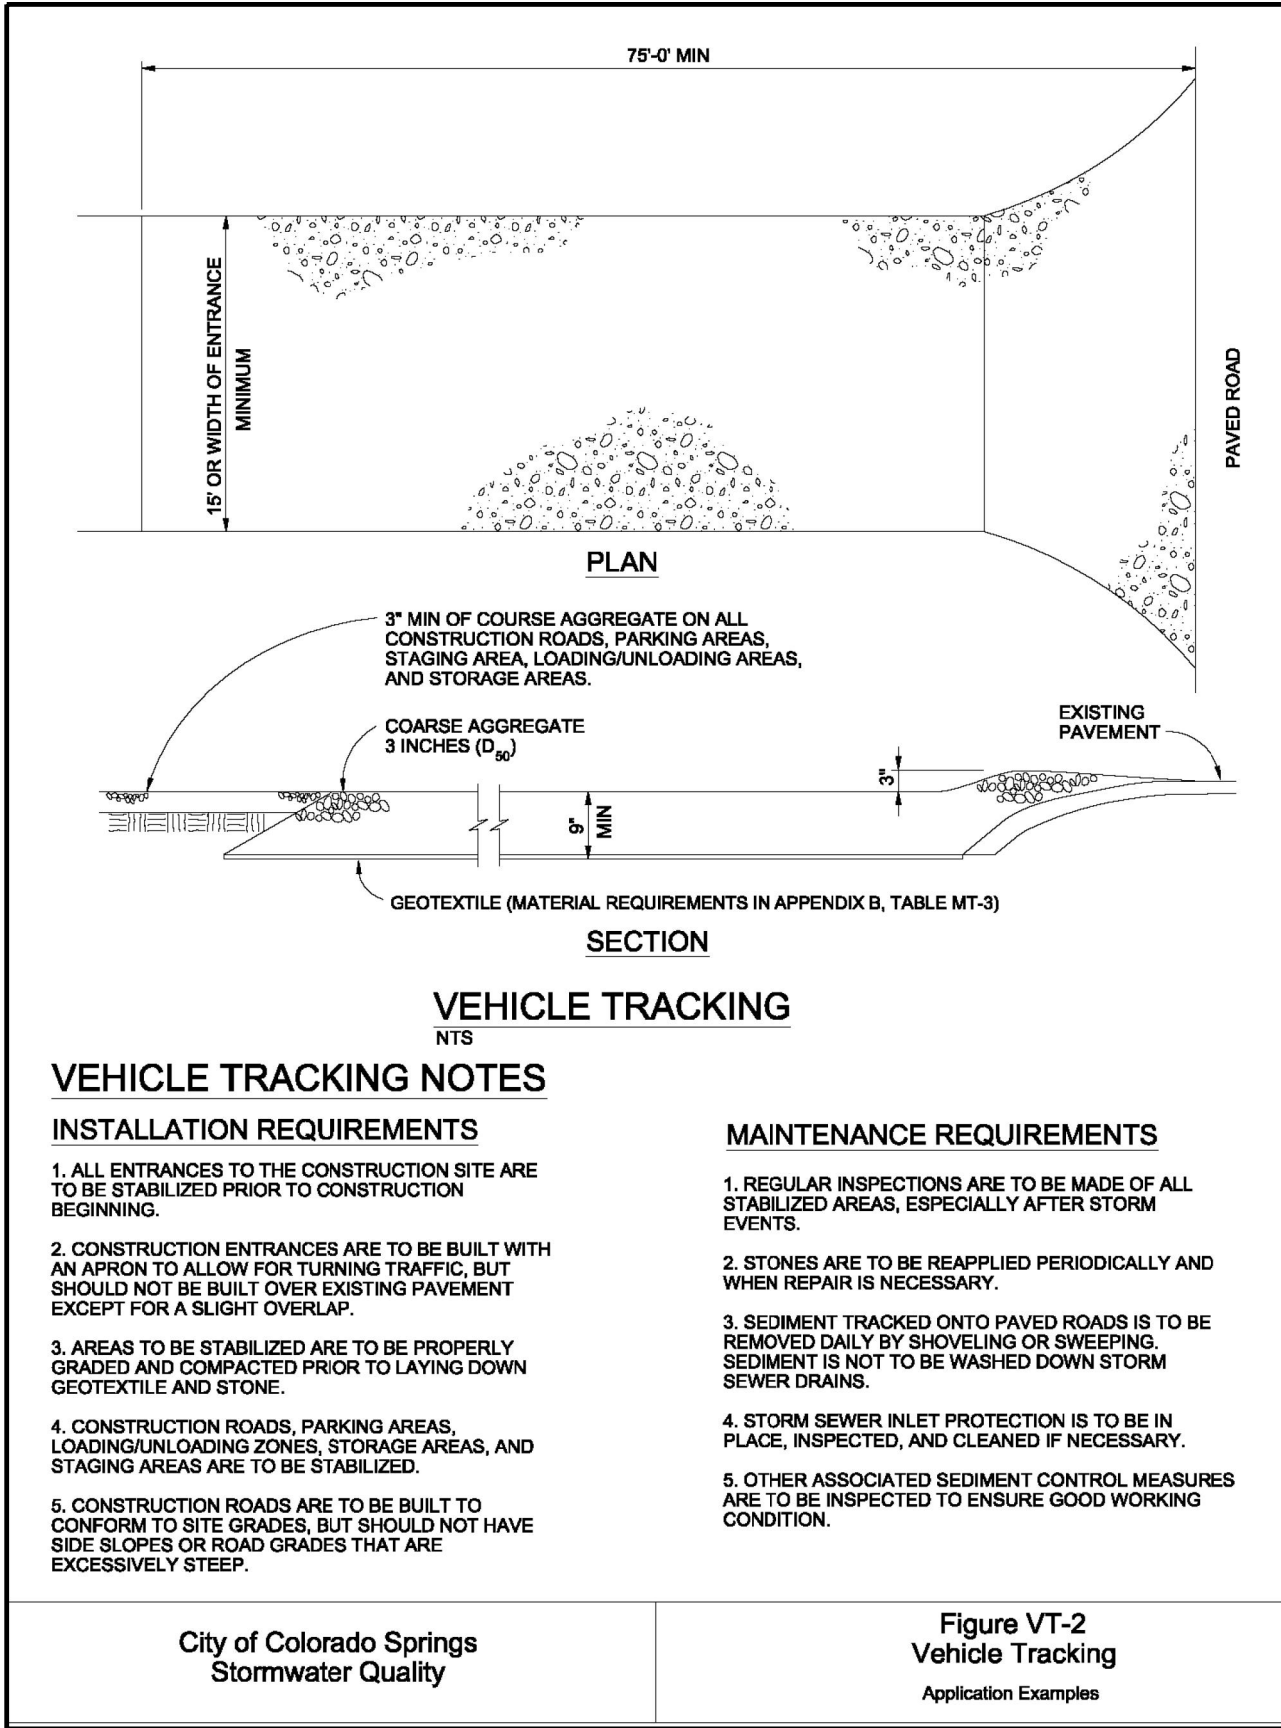 75'-0' MIN
15' OR WIDTH OF ENTRANCE
MINIMUM
PAVED ROAD
PLAN
3" MIN OF COURSE AGGREGATE ON ALL
CONSTRUCTION ROADS, PARKING AREAS,
STAGING AREA, LOADING/UNLOADING AREAS,
AND STORAGE AREAS.
COARSE AGGREGATE
3 INCHES (D50)
EXISTING
PAVEMENT
3"
9"
MIN
GEOTEXTILE (MATERIAL REQUIREMENTS IN APPENDIX B, TABLE MT-3)
SECTION
VEHICLE TRACKING
NTS
VEHICLE TRACKING NOTES
INSTALLATION REQUIREMENTS
1. ALL ENTRANCES TO THE CONSTRUCTION SITE ARE
TO BE STABILIZED PRIOR TO CONSTRUCTION
BEGINNING.
2. CONSTRUCTION ENTRANCES ARE TO BE BUILT WITH
AN APRON TO ALLOW FOR TURNING TRAFFIC, BUT
SHOULD NOT BE BUILT OVER EXISTING PAVEMENT
EXCEPT FOR A SLIGHT OVERLAP.
3. AREAS TO BE STABILIZED ARE TO BE PROPERLY
GRADED AND COMPACTED PRIOR TO LAYING DOWN
GEOTEXTILE AND STONE.
4. CONSTRUCTION ROADS, PARKING AREAS,
LOADING/UNLOADING ZONES, STORAGE AREAS, AND
STAGING AREAS ARE TO BE STABILIZED.
5. CONSTRUCTION ROADS ARE TO BE BUILT TO
CONFORM TO SITE GRADES, BUT SHOULD NOT HAVE
SIDE SLOPES OR ROAD GRADES THAT ARE
EXCESSIVELY STEEP.
MAINTENANCE REQUIREMENTS
1. REGULAR INSPECTIONS ARE TO BE MADE OF ALL
STABILIZED AREAS, ESPECIALLY AFTER STORM
EVENTS.
2. STONES ARE TO BE REAPPLIED PERIODICALLY AND
WHEN REPAIR IS NECESSARY.
3. SEDIMENT TRACKED ONTO PAVED ROADS IS TO BE
REMOVED DAILY BY SHOVELING OR SWEEPING.
SEDIMENT IS NOT TO BE WASHED DOWN STORM
SEWER DRAINS.
4. STORM SEWER INLET PROTECTION IS TO BE IN
PLACE, INSPECTED, AND CLEANED IF NECESSARY.
5. OTHER ASSOCIATED SEDIMENT CONTROL MEASURES
ARE TO BE INSPECTED TO ENSURE GOOD WORKING
CONDITION.
City of Colorado Springs
Stormwater Quality
Figure VT-2
Vehicle Tracking
Application Examples